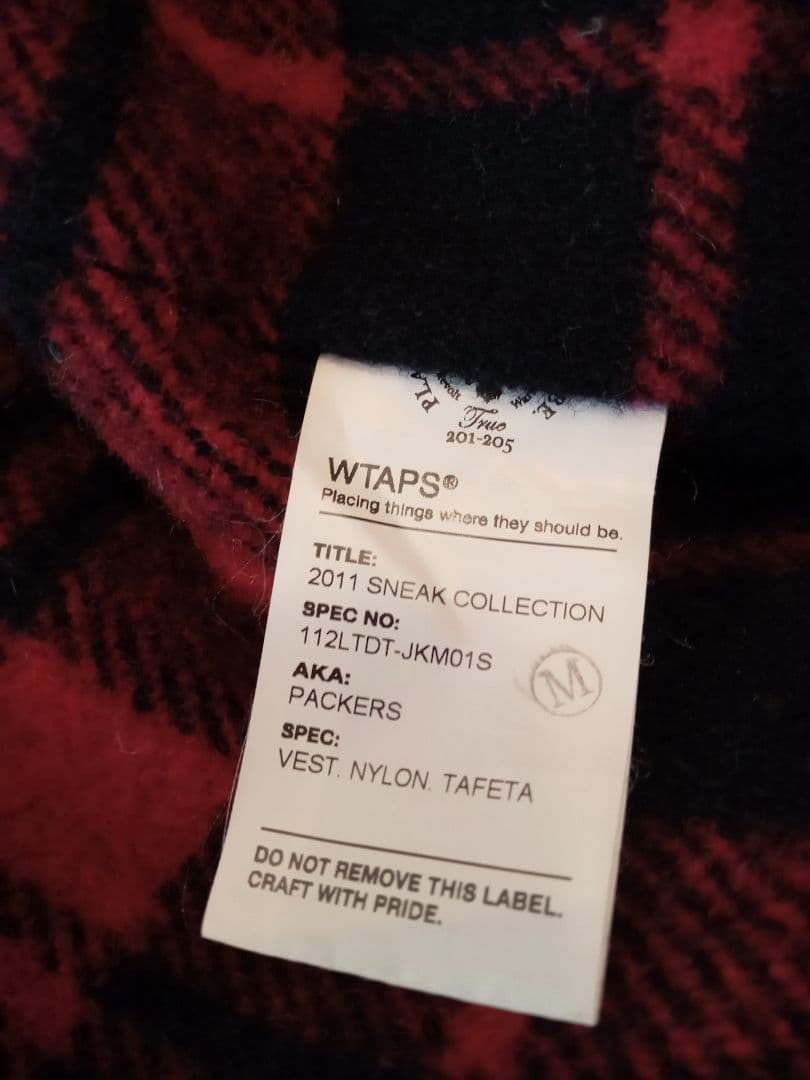 True
201-205
WTAPS®
Placing things where they should be.
TITLE:
2011 SNEAK COLLECTION
SPEC NO:
112LTDT-JKM01S
M
AKA:
PACKERS
SPEC:
VEST. NYLON. TAFETA
DO NOT REMOVE THIS LABEL.
CRAFT WITH PRIDE.